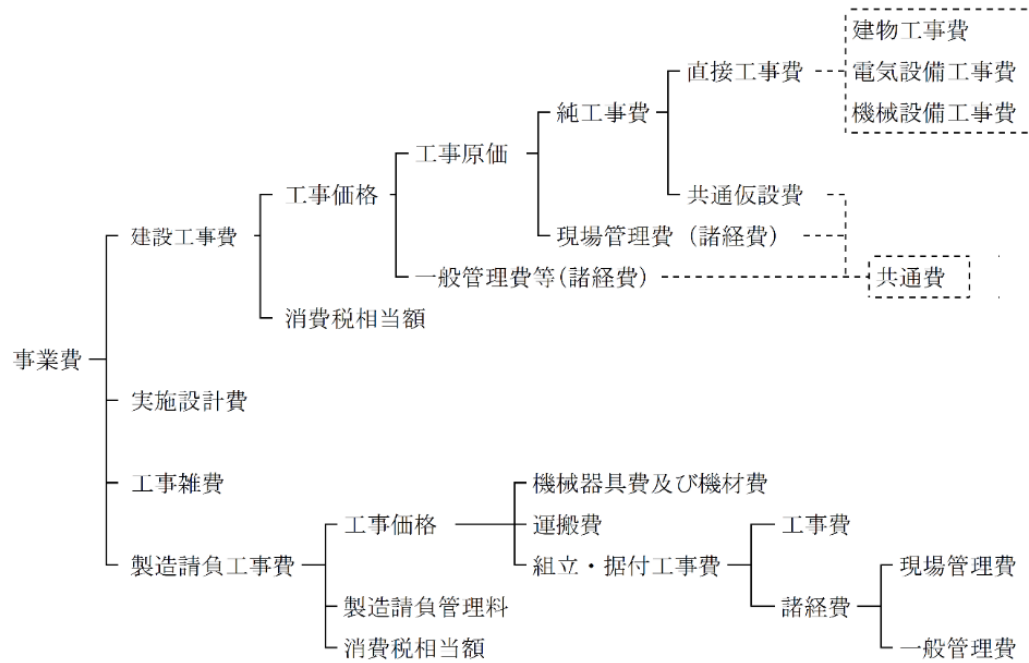 建物工事費
直接工事費
電気設備工事費
純工事費
機械設備工事費
工事原価
工事価格
共通仮設費
建設工事費
現場管理費（諸経費）
一般管理費等(諸経費)
共通費
消費税相当額
事業費
実施設計費
工事雑費
機械器具費及び機材費
工事価格
運搬費
工事費
製造請負工事費
組立・据付工事費
現場管理費
製造請負管理料
諸経費
消費税相当額
一般管理費